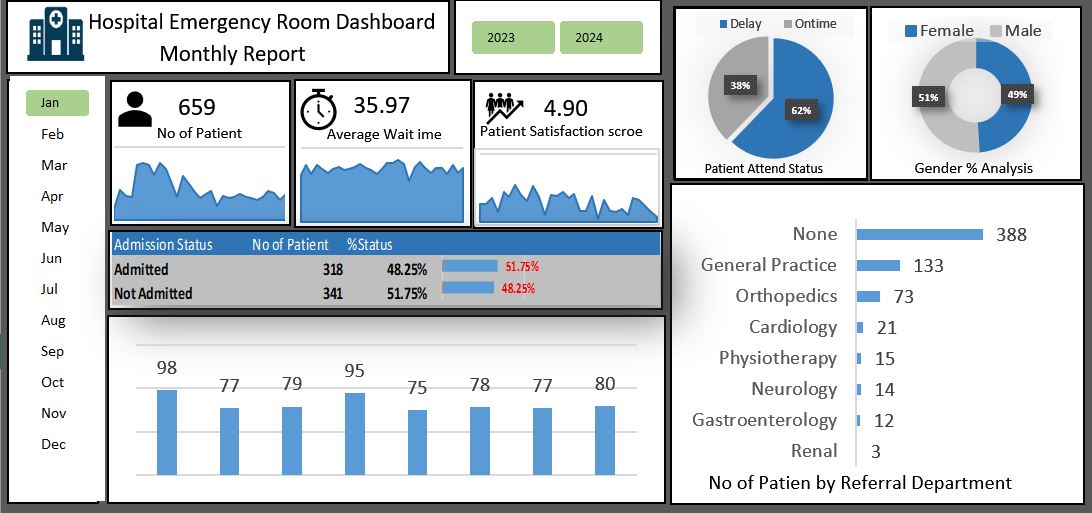 Hospital Emergency Room Dashboard
Monthly Report
2023 2024
Jan
Feb
Mar
Apr
May
Jun
Jul
Aug
Sep
Oct
Nov
Dec
659
No of Patient
35.97
Average Wait ime
4.90
Patient Satisfaction scroe
Delay Ontime
38%
62%
Patient Attend Status
Female Male
51% 49%
Gender % Analysis
Admission Status No of Patient %Status
Admitted 318 48.25% 51.75%
Not Admitted 341 51.75% 48.25%
98 77 79 95 75 78 77 80
None 388
General Practice 133
Orthopedics 73
Cardiology 21
Physiotherapy 15
Neurology 14
Gastroenterology 12
Renal 3
No of Patien by Referral Department